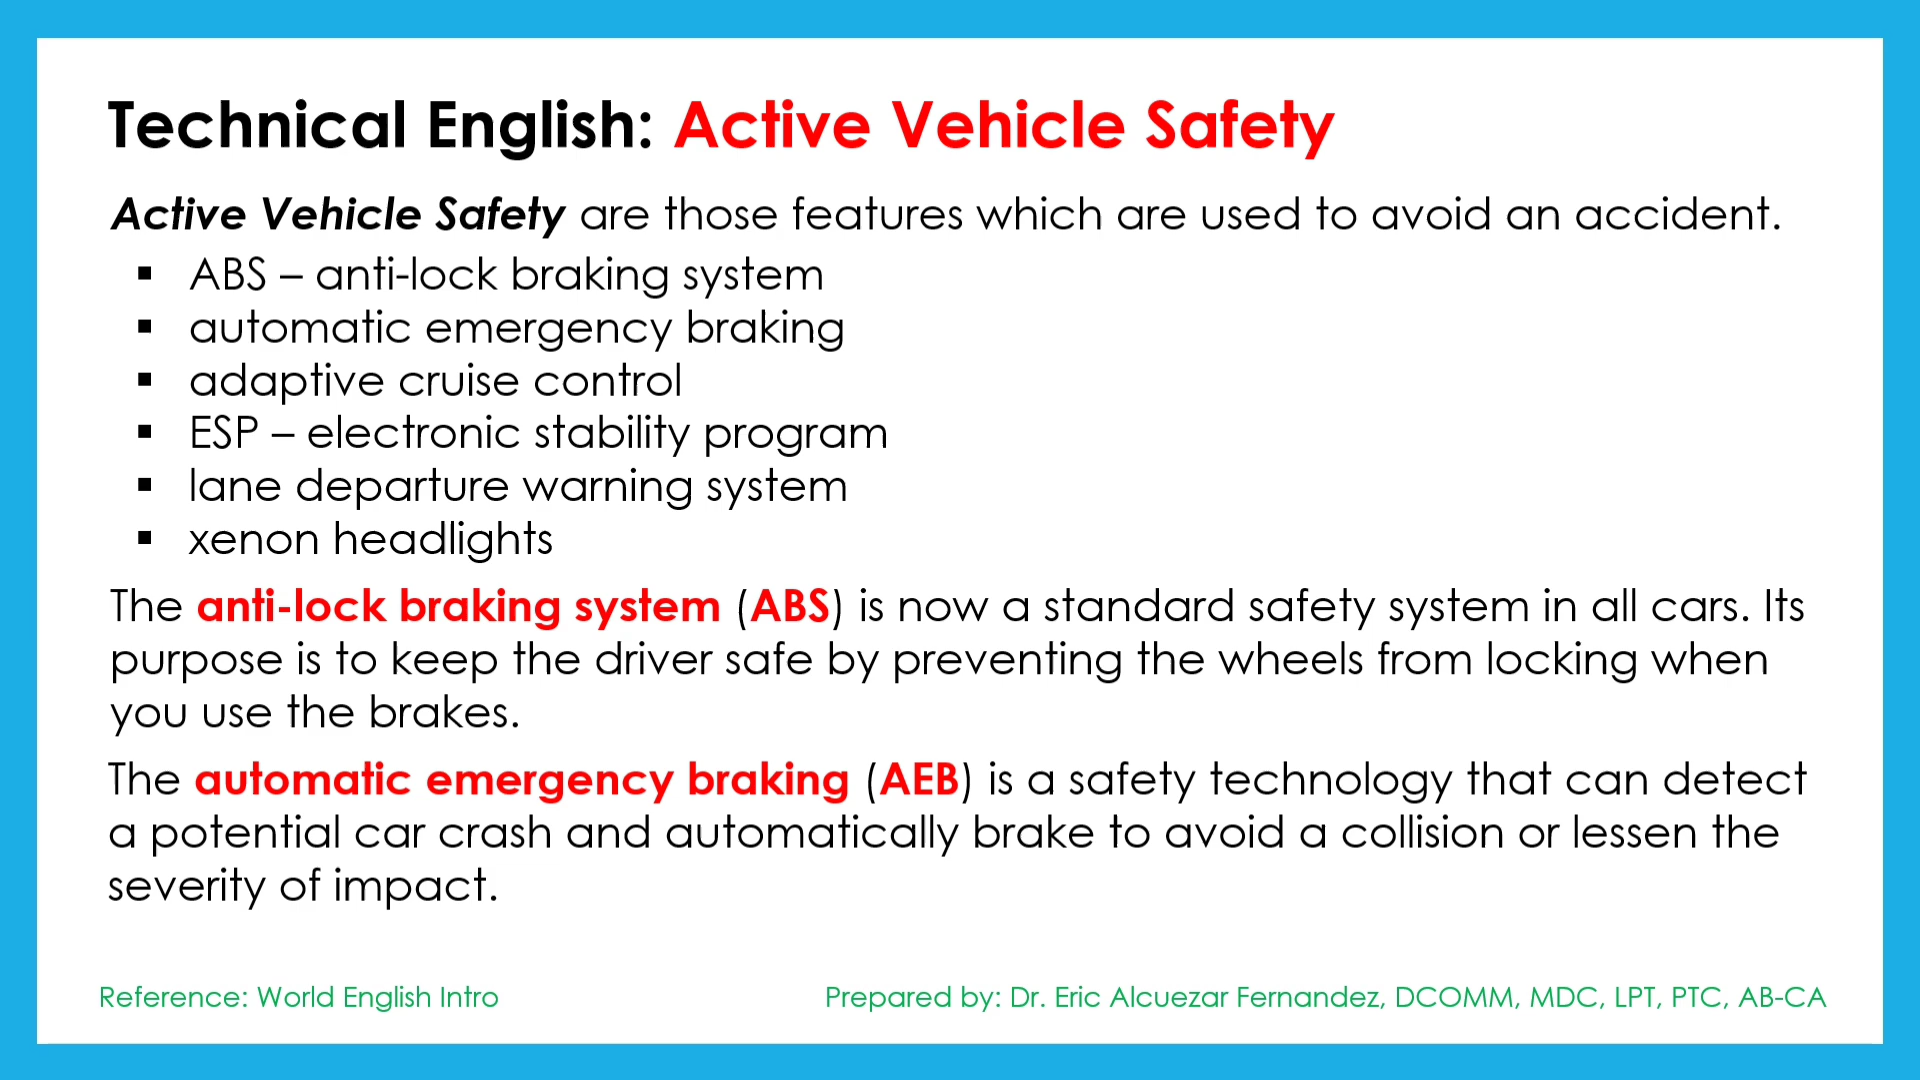 Technical English: Active Vehicle Safety
Active Vehicle Safety are those features which are used to avoid an accident.
▪ ABS – anti-lock braking system
▪ automatic emergency braking
▪ adaptive cruise control
▪ ESP – electronic stability program
▪ lane departure warning system
▪ xenon headlights
The anti-lock braking system (ABS) is now a standard safety system in all cars. Its
purpose is to keep the driver safe by preventing the wheels from locking when
you use the brakes.
The automatic emergency braking (AEB) is a safety technology that can detect
a potential car crash and automatically brake to avoid a collision or lessen the
severity of impact.
Reference: World English Intro
Prepared by: Dr. Eric Alcuezar Fernandez, DCOMM, MDC, LPT, PTC, AB-CA